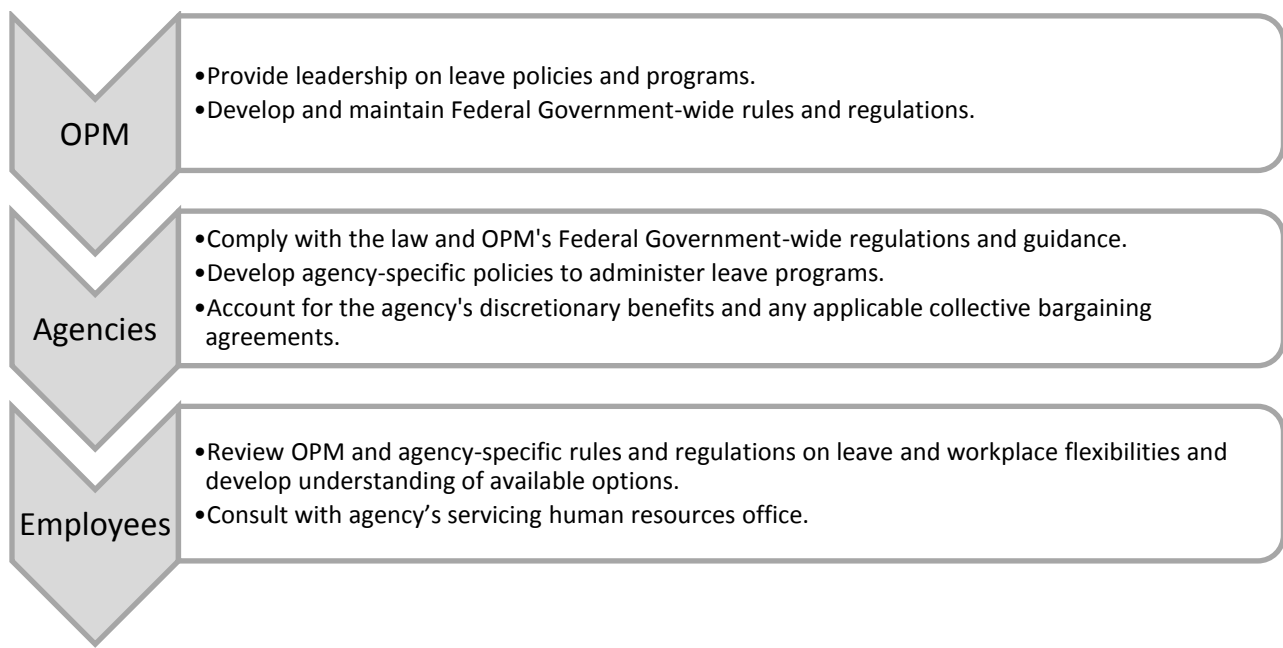 OPM
•Provide leadership on leave policies and programs.
•Develop and maintain Federal Government-wide rules and regulations.
Agencies
•Comply with the law and OPM's Federal Government-wide regulations and guidance.
•Develop agency-specific policies to administer leave programs.
•Account for the agency's discretionary benefits and any applicable collective bargaining
agreements.
Employees
•Review OPM and agency-specific rules and regulations on leave and workplace flexibilities and
develop understanding of available options.
•Consult with agency’s servicing human resources office.